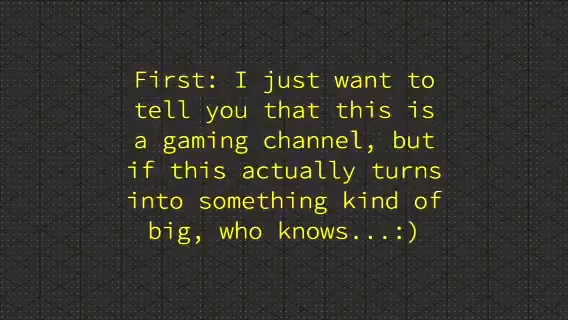 First: I just want to
tell you that this is
a gaming channel, but
if this actually turns
into something kind of
big, who knows...:)